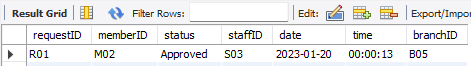 Result Grid Filter Rows: Edit: Export/Impor
requestID memberID status staffID date time branchID
R01 M02 Approved S03 2023-01-20 00:00:13 B05